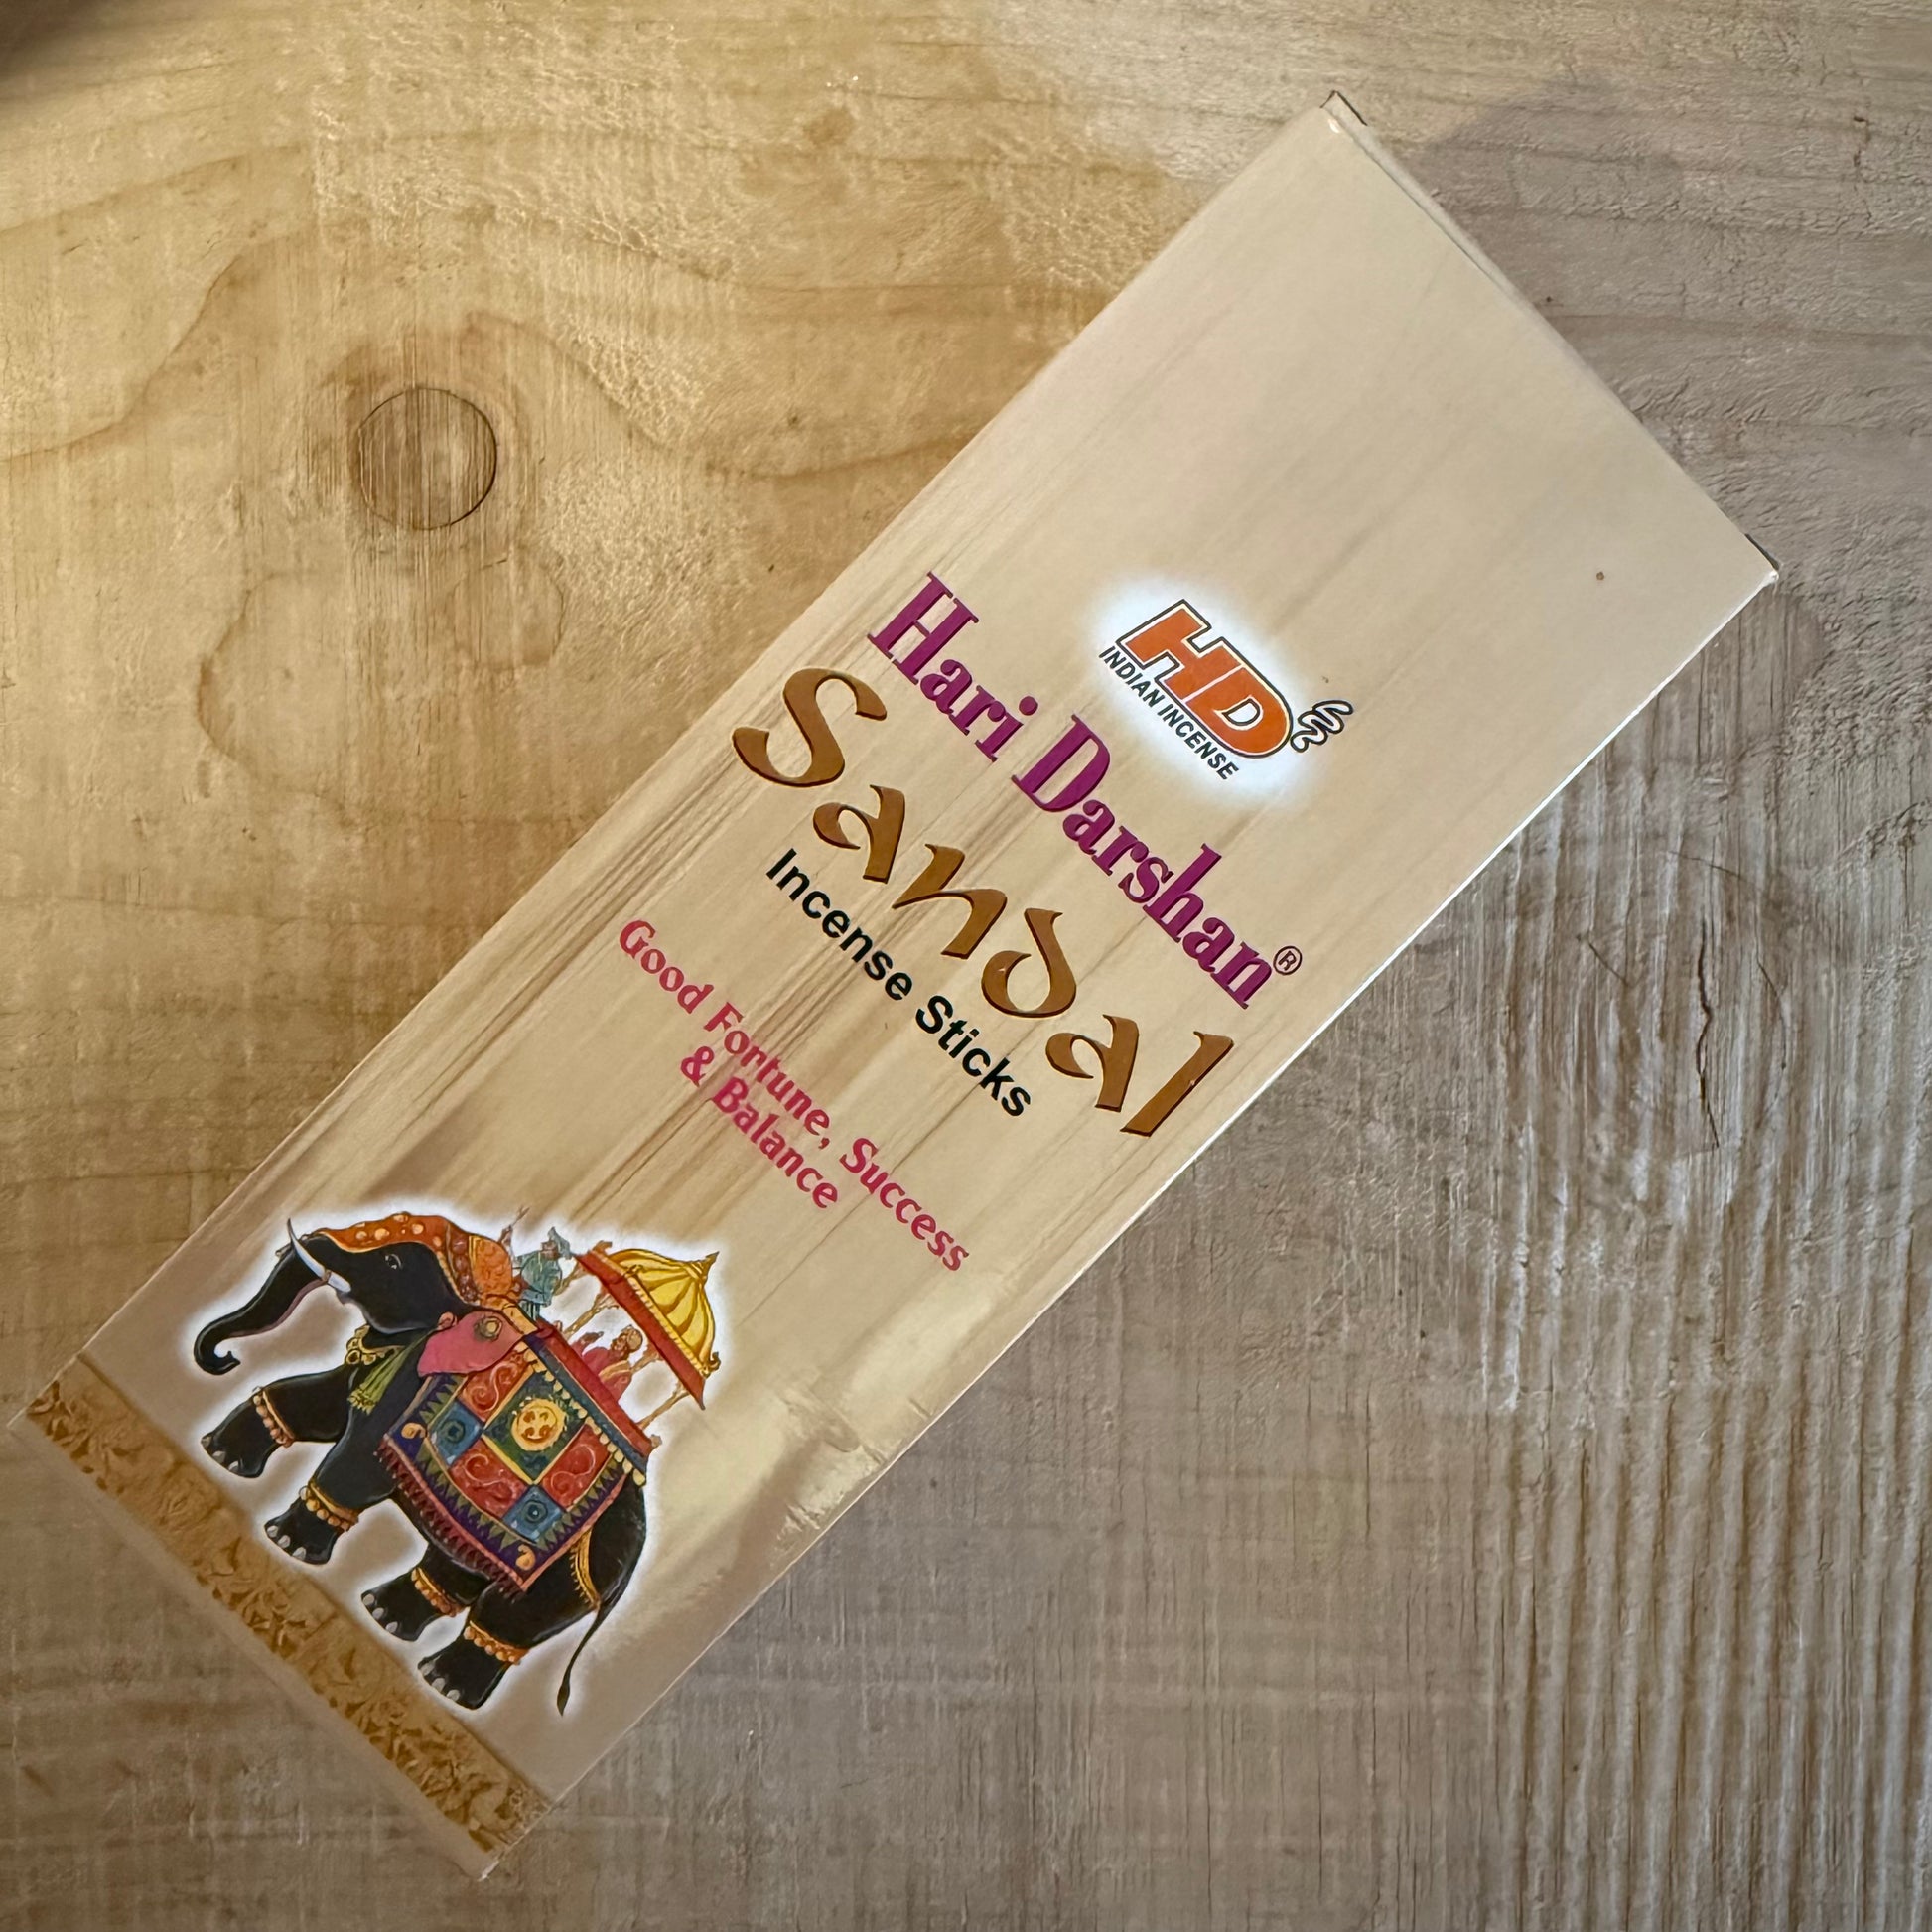 HD
INDIAN INCENSE
Hari Darshan®
Sandal
Incense Sticks
Good Fortune, Success
& Balance